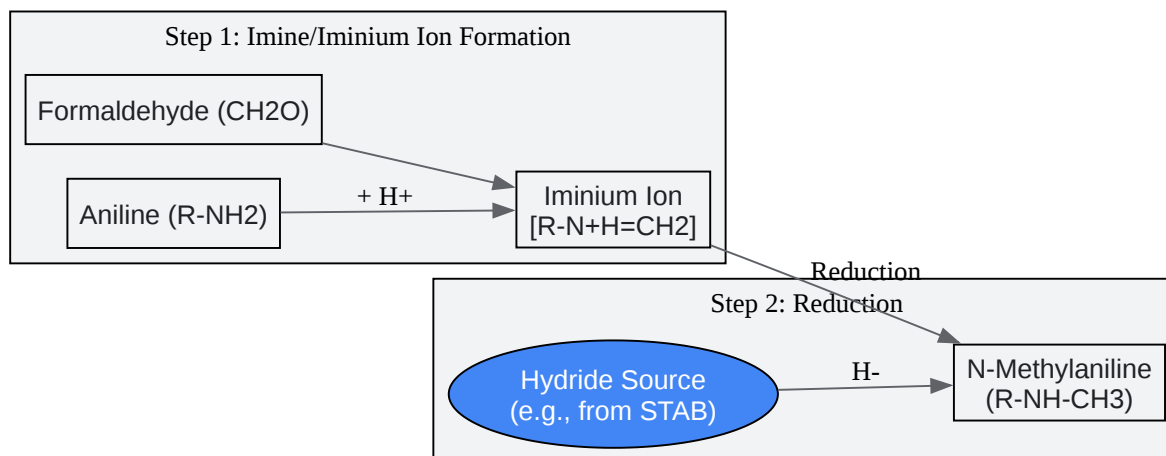 Step 1: Imine/Iminium Ion Formation
Formaldehyde (CH2O)
Aniline (R-NH2)
+ H+
Iminium Ion
[R-N+H=CH2]
Reduction
Step 2: Reduction
Hydride Source
(e.g., from STAB)
H-
N-Methylaniline
(R-NH-CH3)